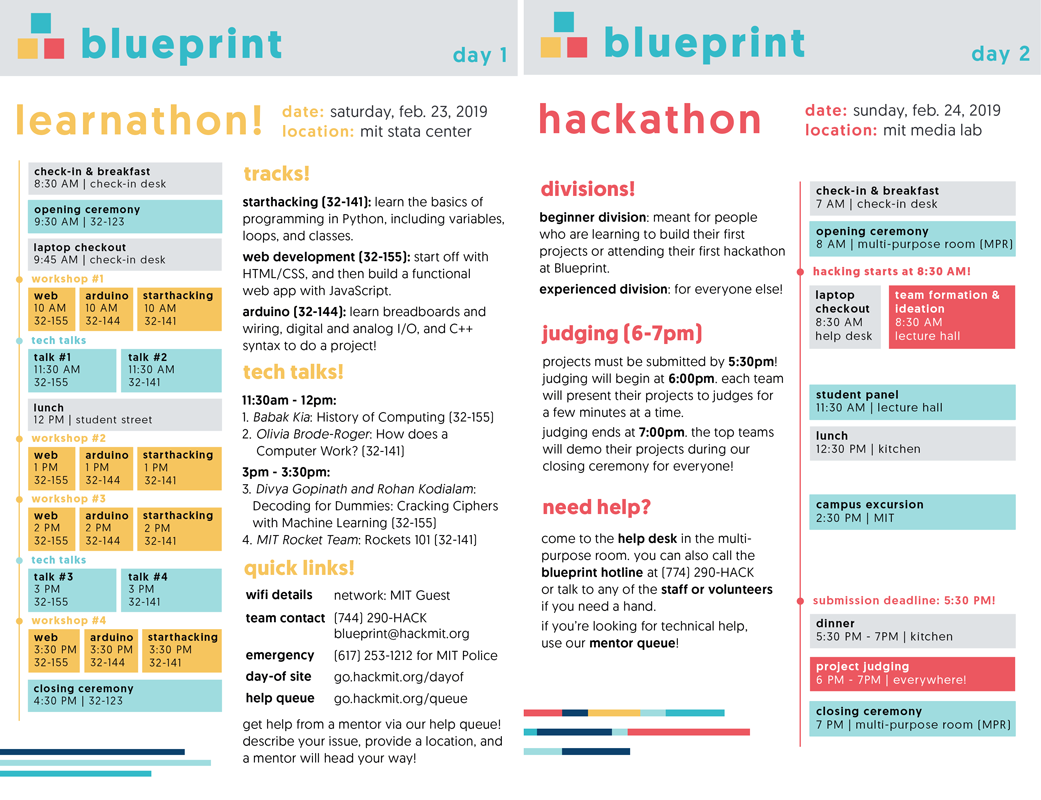 blueprint
day 1
learnathon!
date: saturday, feb. 23, 2019
location: mit stata center
check-in & breakfast
8:30 AM | check-in desk
opening ceremony
9:30 AM | 32-123
laptop checkout
9:45 AM | check-in desk
workshop #1
web
10 AM
32-155
arduino
10 AM
32-144
starthacking
10 AM
32-141
tech talks
talk #1
11:30 AM
32-155
talk #2
11:30 AM
32-141
lunch
12 PM | student street
workshop #2
web
1 PM
32-155
arduino
1 PM
32-144
starthacking
1 PM
32-141
workshop #3
web
2 PM
32-155
arduino
2 PM
32-144
starthacking
2 PM
32-141
tech talks
talk #3
3 PM
32-155
talk #4
3 PM
32-141
workshop #4
web
3:30 PM
32-155
arduino
3:30 PM
32-144
starthacking
3:30 PM
32-141
closing ceremony
4:30 PM | 32-123
tracks!
starthacking (32-141): learn the basics of
programming in Python, including variables,
loops, and classes.
web development (32-155): start off with
HTML/CSS, and then build a functional
web app with JavaScript.
arduino (32-144): learn breadboards and
wiring, digital and analog I/O, and C++
syntax to do a project!
tech talks!
11:30am - 12pm:
1. Babak Kia: History of Computing (32-155)
2. Olivia Brode-Roger: How does a
Computer Work? (32-141)
3pm - 3:30pm:
3. Divya Gopinath and Rohan Kodialam:
Decoding for Dummies: Cracking Ciphers
with Machine Learning (32-155)
4. MIT Rocket Team: Rockets 101 (32-141)
quick links!
wifi details network: MIT Guest
team contact (744) 290-HACK
blueprint@hackmit.org
emergency (617) 253-1212 for MIT Police
day-of site go.hackmit.org/dayof
help queue go.hackmit.org/queue
get help from a mentor via our help queue!
describe your issue, provide a location, and
a mentor will head your way!
blueprint
day 2
hackathon
date: sunday, feb. 24, 2019
location: mit media lab
divisions!
beginner division: meant for people
who are learning to build their first
projects or attending their first hackathon
at Blueprint.
experienced division: for everyone else!
judging (6-7pm)
projects must be submitted by 5:30pm!
judging will begin at 6:00pm. each team
will present their projects to judges for
a few minutes at a time.
judging ends at 7:00pm. the top teams
will demo their projects during our
closing ceremony for everyone!
need help?
come to the help desk in the multi-
purpose room. you can also call the
blueprint hotline at (774) 290-HACK
or talk to any of the staff or volunteers
if you need a hand.
if you're looking for technical help,
use our mentor queue!
check-in & breakfast
7 AM | check-in desk
opening ceremony
8 AM | multi-purpose room (MPR)
hacking starts at 8:30 AM!
laptop
checkout
8:30 AM
help desk
team formation &
ideation
8:30 AM
lecture hall
student panel
11:30 AM | lecture hall
lunch
12:30 PM | kitchen
campus excursion
2:30 PM | MIT
submission deadline: 5:30 PM!
dinner
5:30 PM - 7PM | kitchen
project judging
6 PM - 7PM | everywhere!
closing ceremony
7 PM | multi-purpose room (MPR)